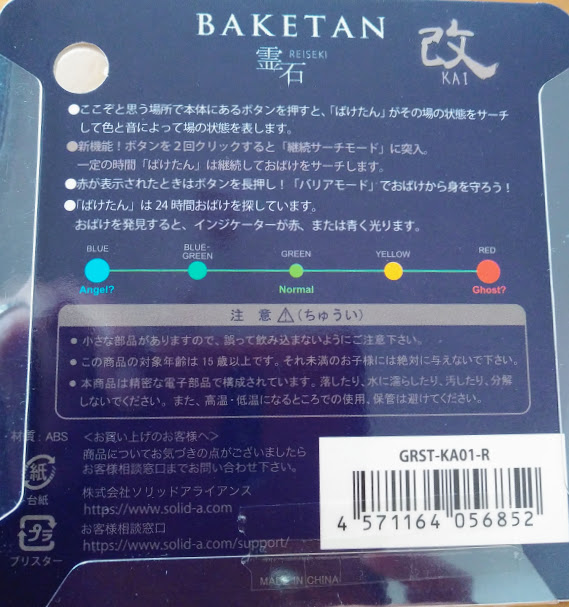 BAKETAN
霊石 REISEKI
改
KAI
●ここぞと思う場所で本体にあるボタンを押すと、「ばけたん」がその場の状態をサーチ
して色と音によって場の状態を表します。
●新機能！ボタンを２回クリックすると「継続サーチモード」に突入。
一定の時間「ばけたん」は継続しておばけをサーチします。
●赤が表示されたときはボタンを長押し！「バリアモード」でおばけから身を守ろう！
●「ばけたん」は24時間おばけを探しています。
おばけを発見すると、インジケーターが赤、または青く光ります。
BLUE BLUE-GREEN GREEN YELLOW RED
Angel? Normal Ghost?
注 意 ⚠ (ちゅうい)
● 小さな部品がありますので、誤って飲み込まないようにご注意下さい。
● この商品の対象年齢は15歳以上です。それ未満のお子様には絶対に与えないで下さい。
● 本商品は精密な電子部品で構成されています。落したり、水に濡らしたり、汚したり、分解
しないでください。また、高温・低温になるところでの使用、保管は避けてください。
材質：ABS
紙
台紙
プラ
ブリスター
＜お買い上げのお客様へ＞
商品についてお気づきの点がございましたら
お客様相談窓口までお問い合わせ下さい。
株式会社ソリッドアライアンス
https://www.solid-a.com
お客様相談窓口
https://www.solid-a.com/support/
GRST-KA01-R
4 571164 056852
MADE IN CHINA